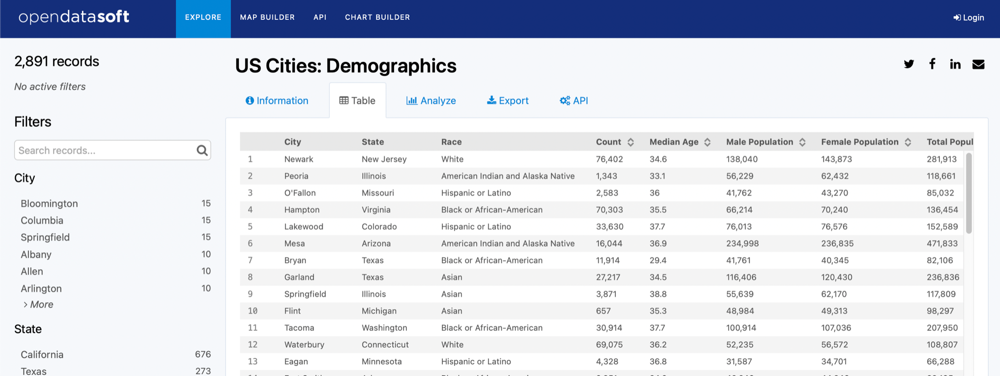 opendatasoft EXPLORE MAP BUILDER API CHART BUILDER Login
2,891 records
No active filters
Filters
Search records...
City
Bloomington 15
Columbia 15
Springfield 15
Albany 10
Allen 10
Arlington 10
> More
State
California 676
Texas 273
US Cities: Demographics
Information Table Analyze Export API
City State Race Count Median Age Male Population Female Population Total Popul
1 Newark New Jersey White 76,402 34.6 138,040 143,873 281,913
2 Peoria Illinois American Indian and Alaska Native 1,343 33.1 56,229 62,432 118,661
3 O'Fallon Missouri Hispanic or Latino 2,583 36 41,762 43,270 85,032
4 Hampton Virginia Black or African-American 70,303 35.5 66,214 70,240 136,454
5 Lakewood Colorado Hispanic or Latino 33,630 37.7 76,013 76,576 152,589
6 Mesa Arizona American Indian and Alaska Native 16,044 36.9 234,998 236,835 471,833
7 Bryan Texas Black or African-American 11,914 29.4 41,761 40,345 82,106
8 Garland Texas Asian 27,217 34.5 116,406 120,430 236,836
9 Springfield Illinois Asian 3,871 38.8 55,639 62,170 117,809
10 Flint Michigan Asian 657 35.3 48,984 49,313 98,297
11 Tacoma Washington Black or African-American 30,914 37.7 100,914 107,036 207,950
12 Waterbury Connecticut White 69,075 36.2 52,235 56,572 108,807
13 Eagan Minnesota Hispanic or Latino 4,328 36.8 31,587 34,701 66,288